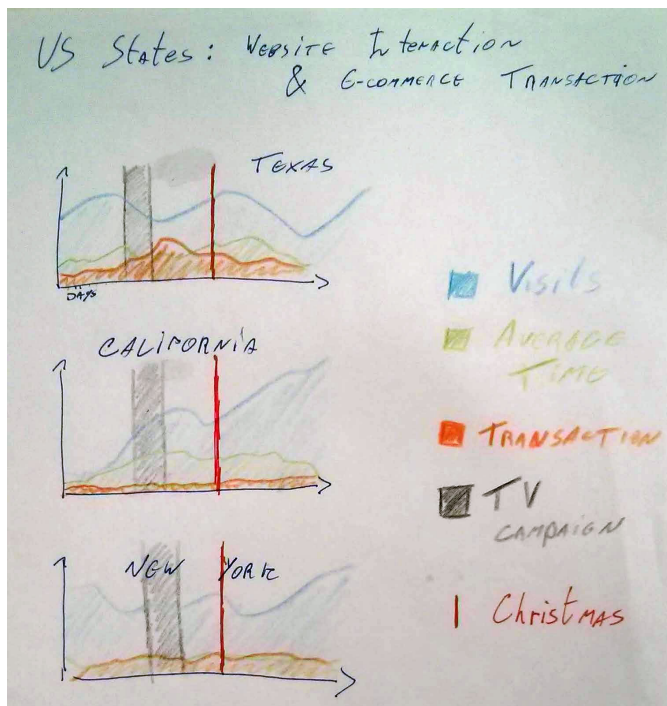 US States: Website Interaction
& E-commerce Transaction
Texas
Days
California
New York
Visits
Average
Time
Transaction
TV
campaign
Christmas